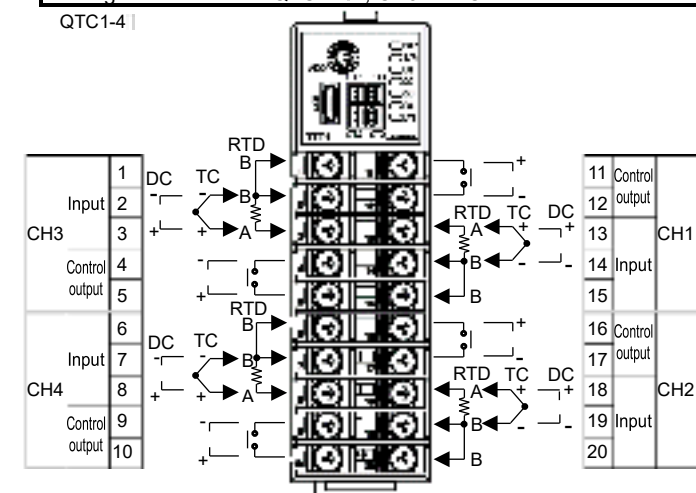 QTC1-4
RTD
B
1
DC
TC
-
-
B
Input
2
+
+
A
3
CH3
-
Control
output
4
+
5
RTD
B
6
DC
TC
-
-
B
Input
7
+
+
A
8
CH4
-
Control
output
9
+
10
+
-
11
Control
output
12
RTD
TC
DC
A
+
+
13
CH1
B
-
-
14
Input
B
15
+
-
16
Control
output
17
RTD
TC
DC
A
+
+
18
CH2
B
-
-
19
Input
B
20